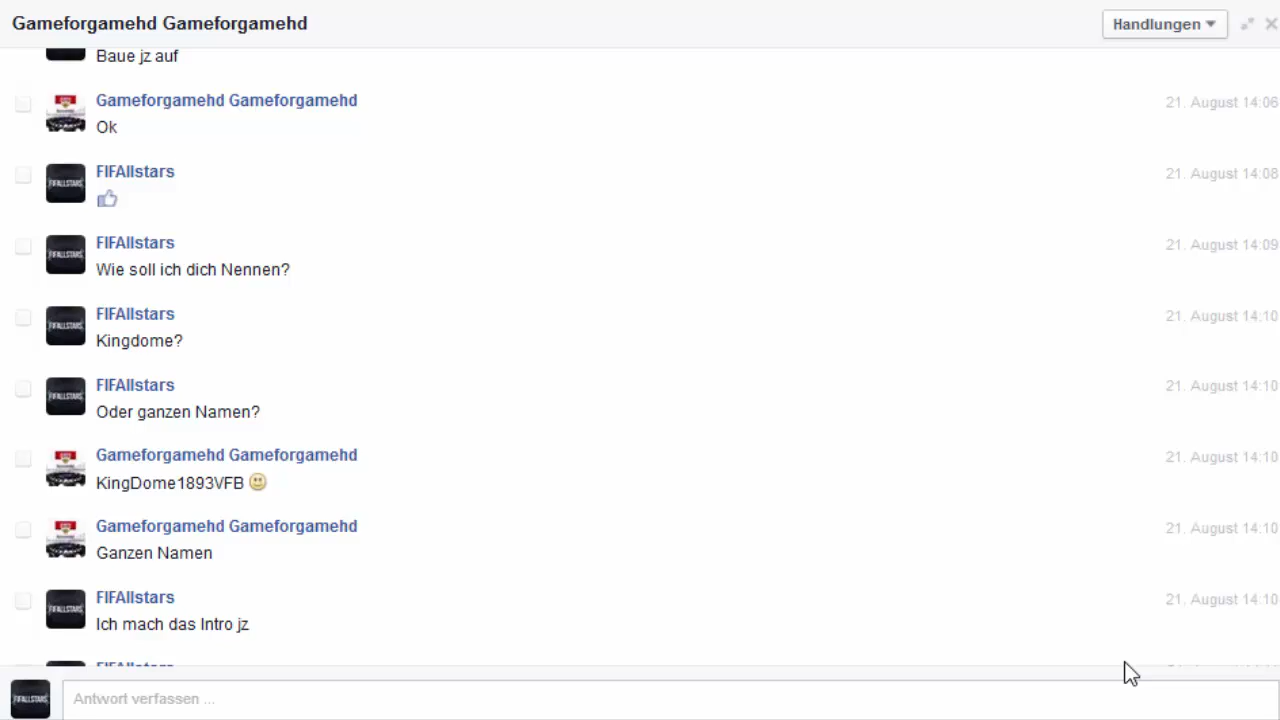 Gameforgamehd Gameforgamehd
Handlungen
Baue jz auf
Gameforgamehd Gameforgamehd
21. August 14:06
Ok
FIFAllstars
21. August 14:08
FIFAllstars
21. August 14:09
Wie soll ich dich Nennen?
FIFAllstars
21. August 14:10
Kingdome?
FIFAllstars
21. August 14:10
Oder ganzen Namen?
Gameforgamehd Gameforgamehd
21. August 14:10
KingDome1893VFB
Gameforgamehd Gameforgamehd
21. August 14:10
Ganzen Namen
FIFAllstars
21. August 14:10
Ich mach das Intro jz
FIFAllstars
Antwort verfassen ...